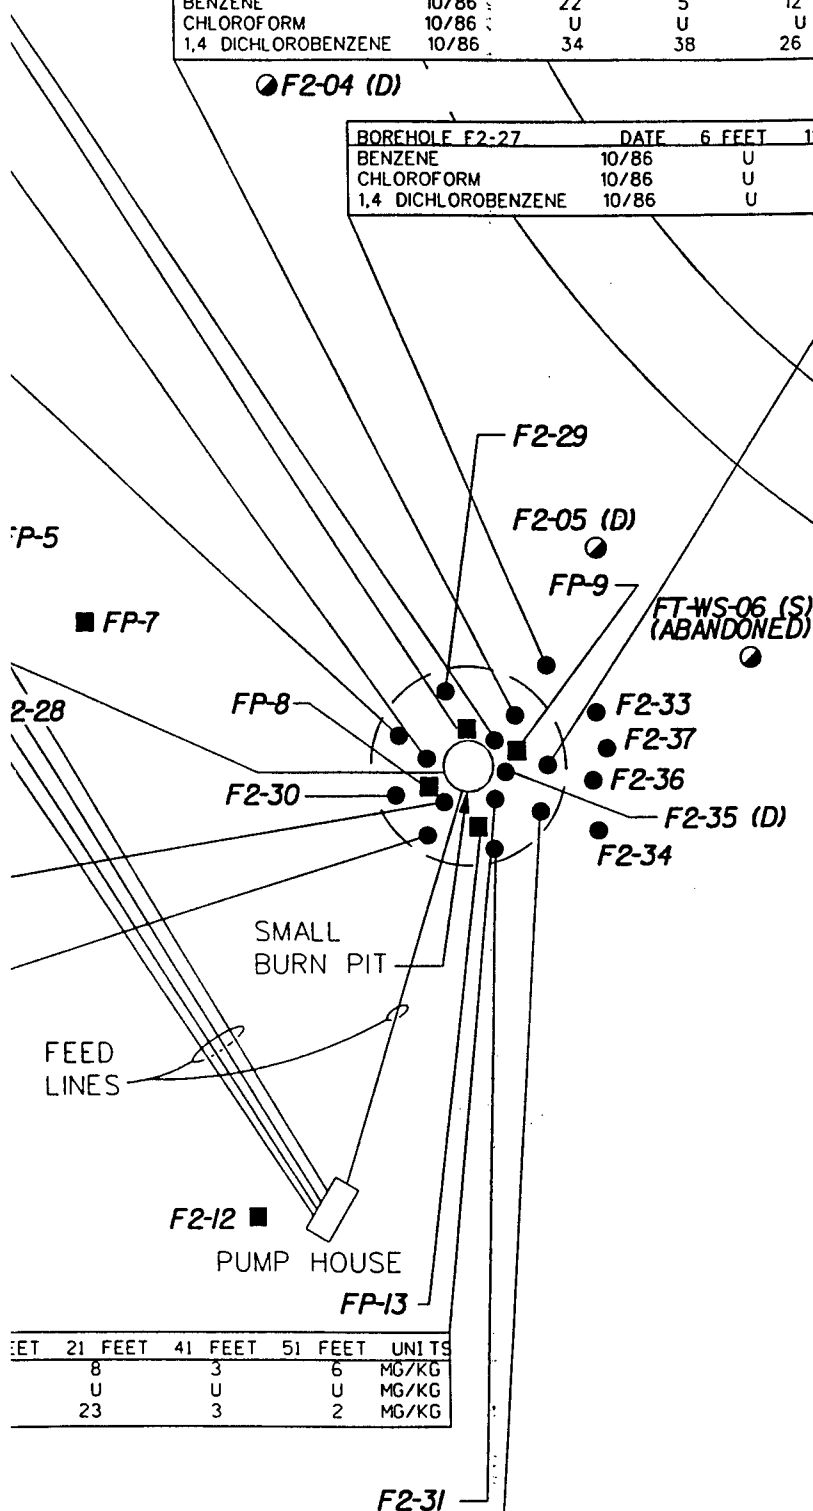 BENZENE 10/86 22 5 12
CHLOROFORM 10/86 U U U
1,4 DICHLOROBENZENE 10/86 34 38 26
F2-04 (D)
BOREHOLE F2-27 DATE 6 FEET
BENZENE 10/86 U
CHLOROFORM 10/86 U
1,4 DICHLOROBENZENE 10/86 U
F2-29
F2-05 (D)
FP-5
FP-9
FT-WS-06 (S)
(ABANDONED)
FP-7
2-28
FP-8
F2-33
F2-37
F2-36
F2-30
F2-35 (D)
F2-34
SMALL
BURN PIT
FEED
LINES
F2-12
PUMP HOUSE
FP-13
EET 21 FEET 41 FEET 51 FEET UNITS
8 3 6 MG/KG
U U U MG/KG
23 3 2 MG/KG
F2-31